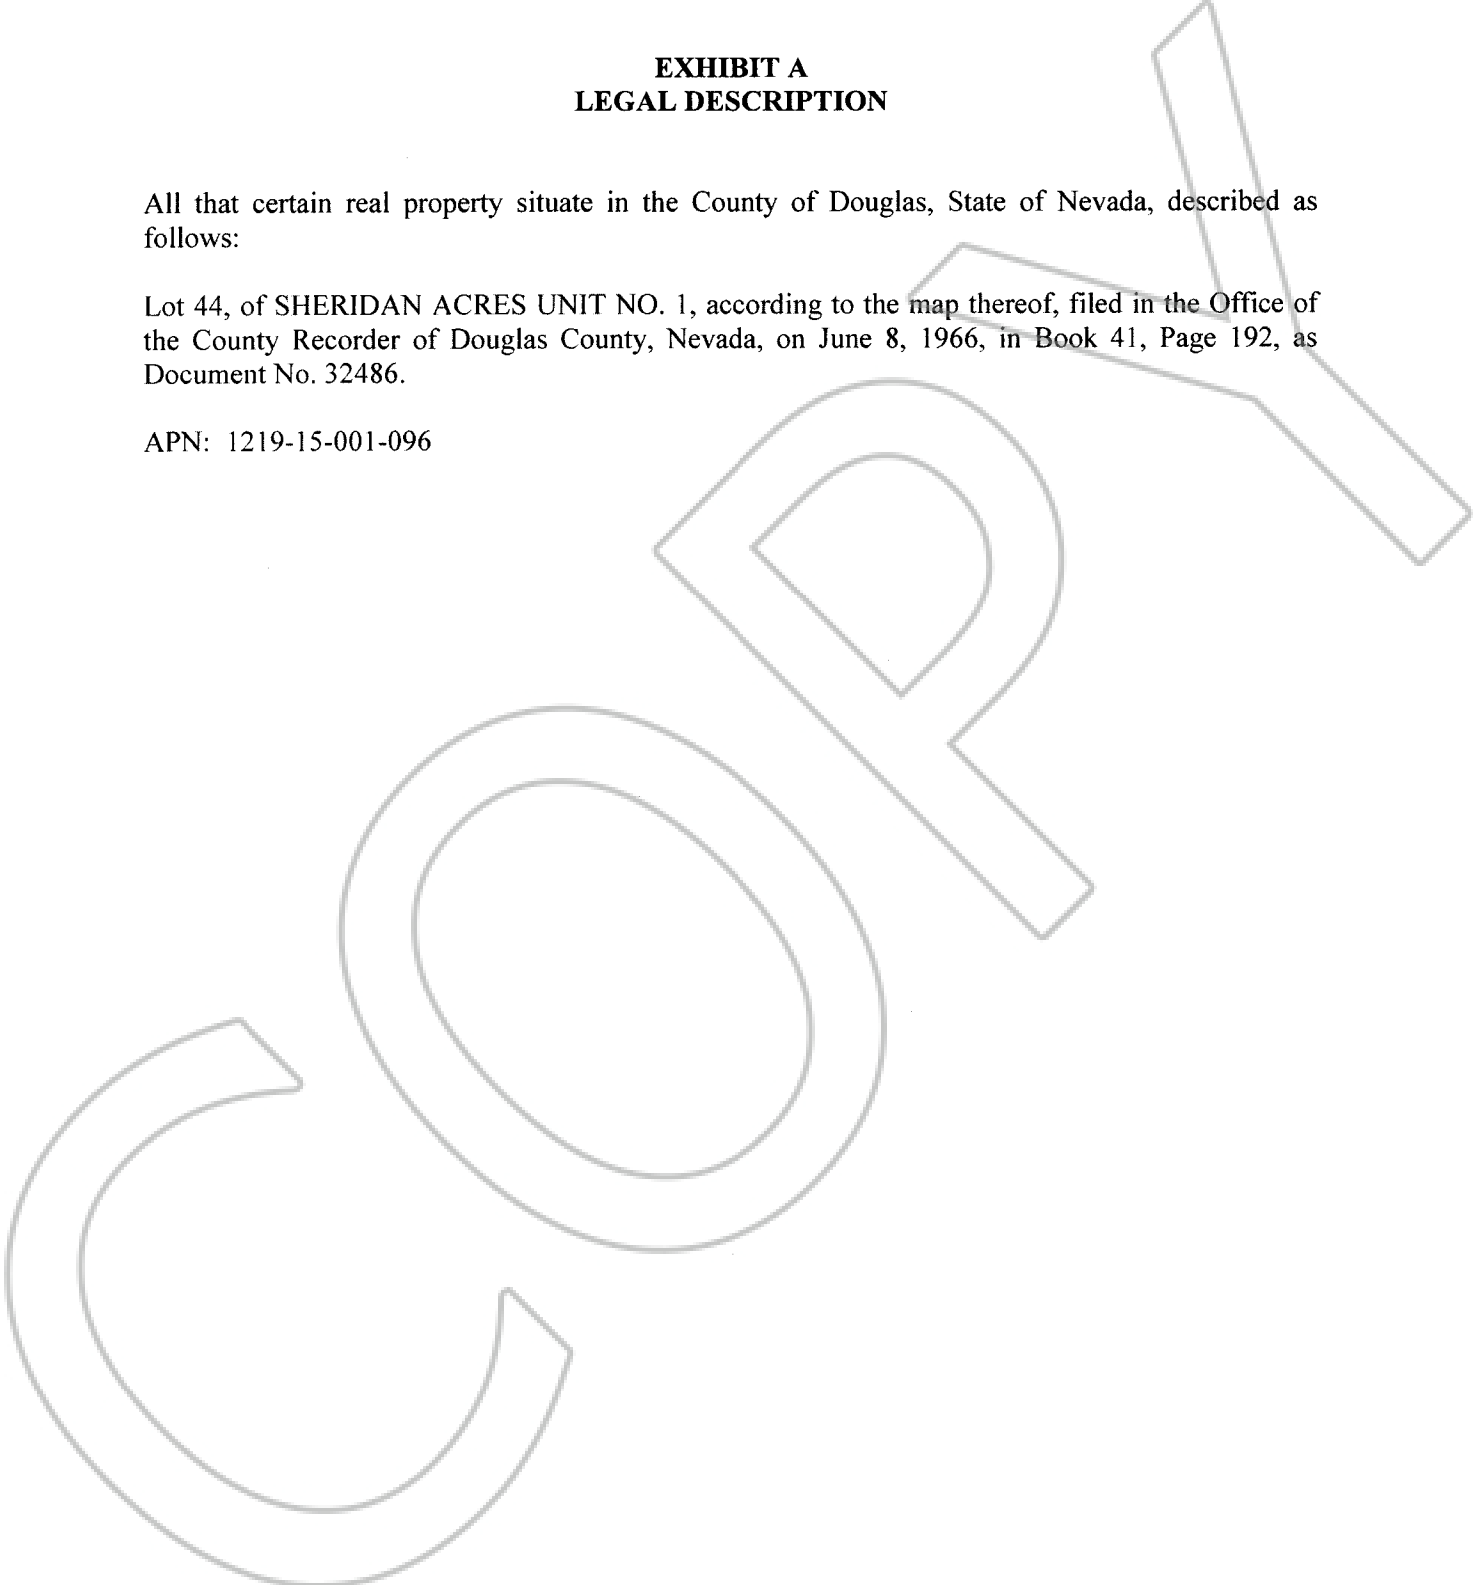 EXHIBIT A
LEGAL DESCRIPTION
All that certain real property situate in the County of Douglas, State of Nevada, described as
follows:
Lot 44, of SHERIDAN ACRES UNIT NO. 1, according to the map thereof, filed in the Office of
the County Recorder of Douglas County, Nevada, on June 8, 1966, in Book 41, Page 192, as
Document No. 32486.
APN: 1219-15-001-096
COPY